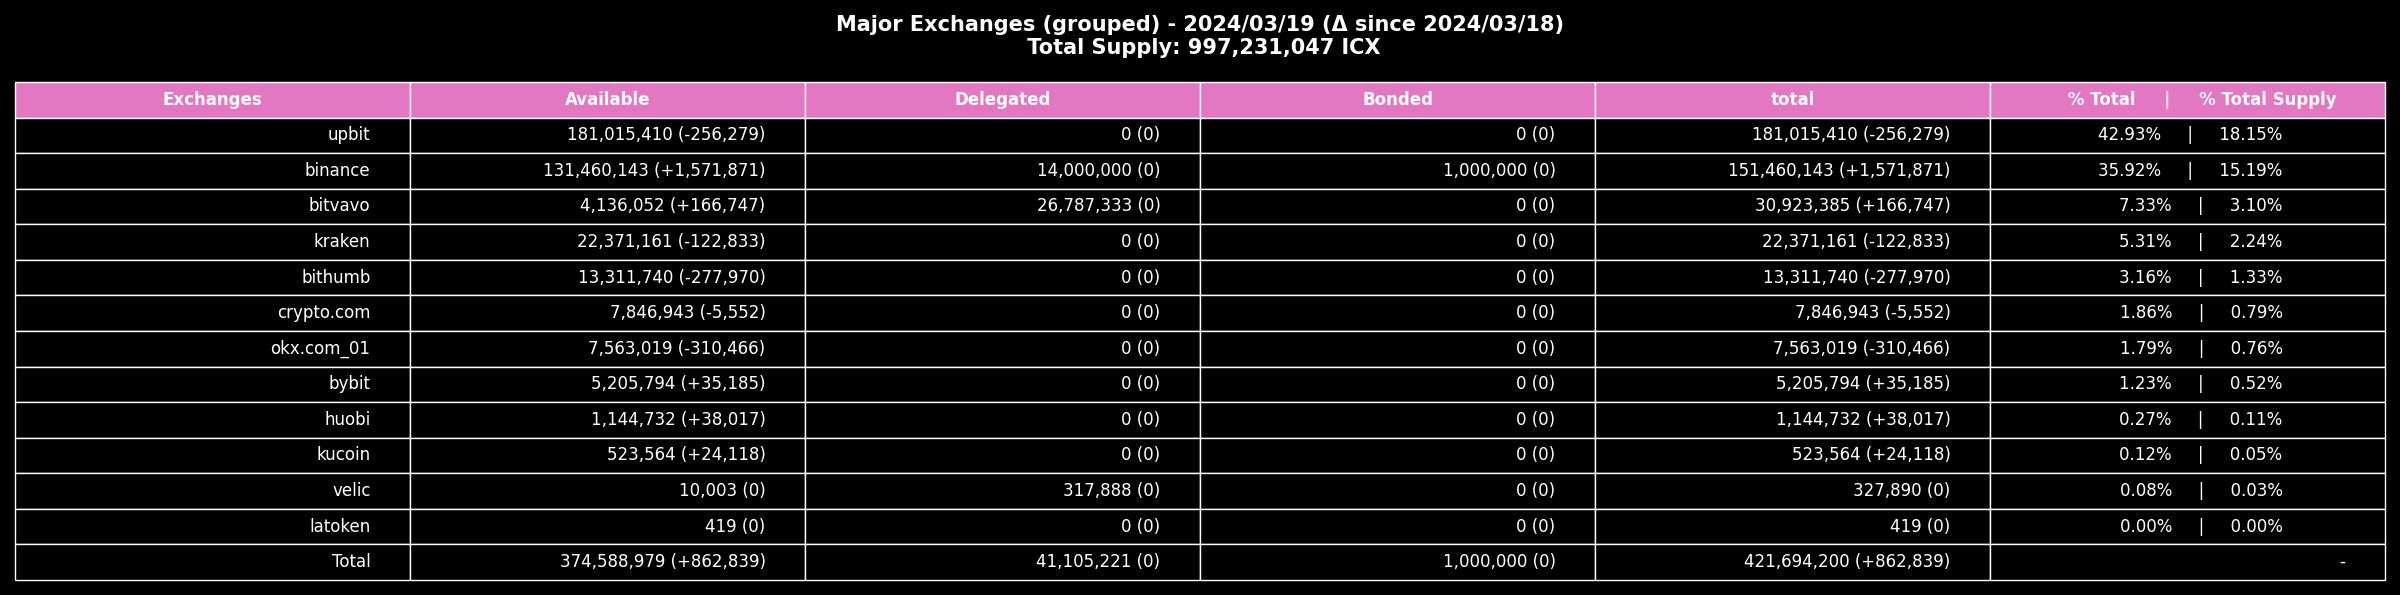 Major Exchanges (grouped) - 2024/03/19 (Δ since 2024/03/18)
Total Supply: 997,231,047 ICX
Exchanges Available Delegated Bonded total % Total | % Total Supply
upbit 181,015,410 (-256,279) 0 (0) 0 (0) 181,015,410 (-256,279) 42.93% | 18.15%
binance 131,460,143 (+1,571,871) 14,000,000 (0) 1,000,000 (0) 151,460,143 (+1,571,871) 35.92% | 15.19%
bitvavo 4,136,052 (+166,747) 26,787,333 (0) 0 (0) 30,923,385 (+166,747) 7.33% | 3.10%
kraken 22,371,161 (-122,833) 0 (0) 0 (0) 22,371,161 (-122,833) 5.31% | 2.24%
bithumb 13,311,740 (-277,970) 0 (0) 0 (0) 13,311,740 (-277,970) 3.16% | 1.33%
crypto.com 7,846,943 (-5,552) 0 (0) 0 (0) 7,846,943 (-5,552) 1.86% | 0.79%
okx.com_01 7,563,019 (-310,466) 0 (0) 0 (0) 7,563,019 (-310,466) 1.79% | 0.76%
bybit 5,205,794 (+35,185) 0 (0) 0 (0) 5,205,794 (+35,185) 1.23% | 0.52%
huobi 1,144,732 (+38,017) 0 (0) 0 (0) 1,144,732 (+38,017) 0.27% | 0.11%
kucoin 523,564 (+24,118) 0 (0) 0 (0) 523,564 (+24,118) 0.12% | 0.05%
velic 10,003 (0) 317,888 (0) 0 (0) 327,890 (0) 0.08% | 0.03%
latoken 419 (0) 0 (0) 0 (0) 419 (0) 0.00% | 0.00%
Total 374,588,979 (+862,839) 41,105,221 (0) 1,000,000 (0) 421,694,200 (+862,839) -